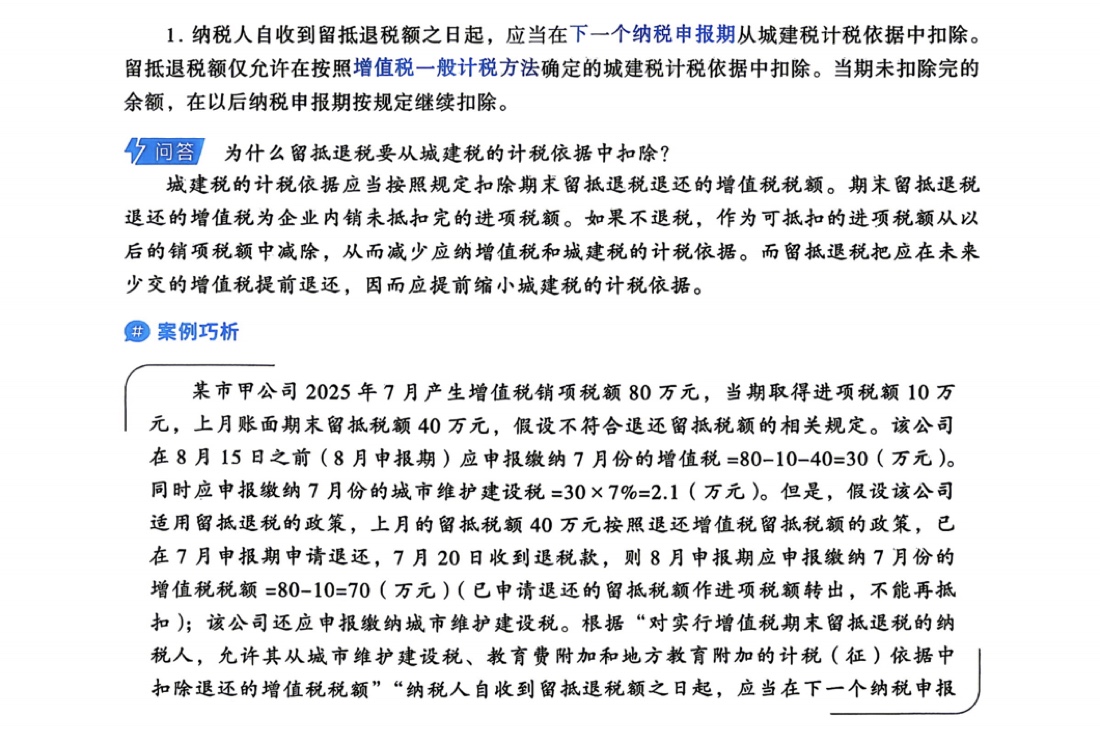 1. 纳税人自收到留抵退税额之日起，应当在下一个纳税申报期从城建税计税依据中扣除。
留抵退税额仅允许在按照增值税一般计税方法确定的城建税计税依据中扣除。当期未扣除完的
余额，在以后纳税申报期按规定继续扣除。
问答 为什么留抵退税要从城建税的计税依据中扣除？
城建税的计税依据应当按照规定扣除期末留抵退税退还的增值税税额。期末留抵退税
退还的增值税为企业内销未抵扣完的进项税额。如果不退税，作为可抵扣的进项税额从以
后的销项税额中减除，从而减少应纳增值税和城建税的计税依据。而留抵退税把应在未来
少交的增值税提前退还，因而应提前缩小城建税的计税依据。
# 案例巧析
某市甲公司 2025 年 7 月产生增值税销项税额 80 万元，当期取得进项税额 10 万
元，上月账面期末留抵税额 40 万元，假设不符合退还留抵税额的相关规定。该公司
在 8 月 15 日之前（8 月申报期）应申报缴纳 7 月份的增值税 =80-10-40=30（万元）。
同时应申报缴纳 7 月份的城市维护建设税 =30×7%=2.1（万元）。但是，假设该公司
适用留抵退税的政策，上月的留抵税额 40 万元按照退还增值税留抵税额的政策，已
在 7 月申报期申请退还，7 月 20 日收到退税款，则 8 月申报期应申报缴纳 7 月份的
增值税税额 =80-10=70（万元）（已申请退还的留抵税额作进项税额转出，不能再抵
扣）；该公司还应申报缴纳城市维护建设税。根据“对实行增值税期末留抵退税的纳
税人，允许其从城市维护建设税、教育费附加和地方教育附加的计税（征）依据中
扣除退还的增值税税额”“纳税人自收到留抵退税额之日起，应当在下一个纳税申报